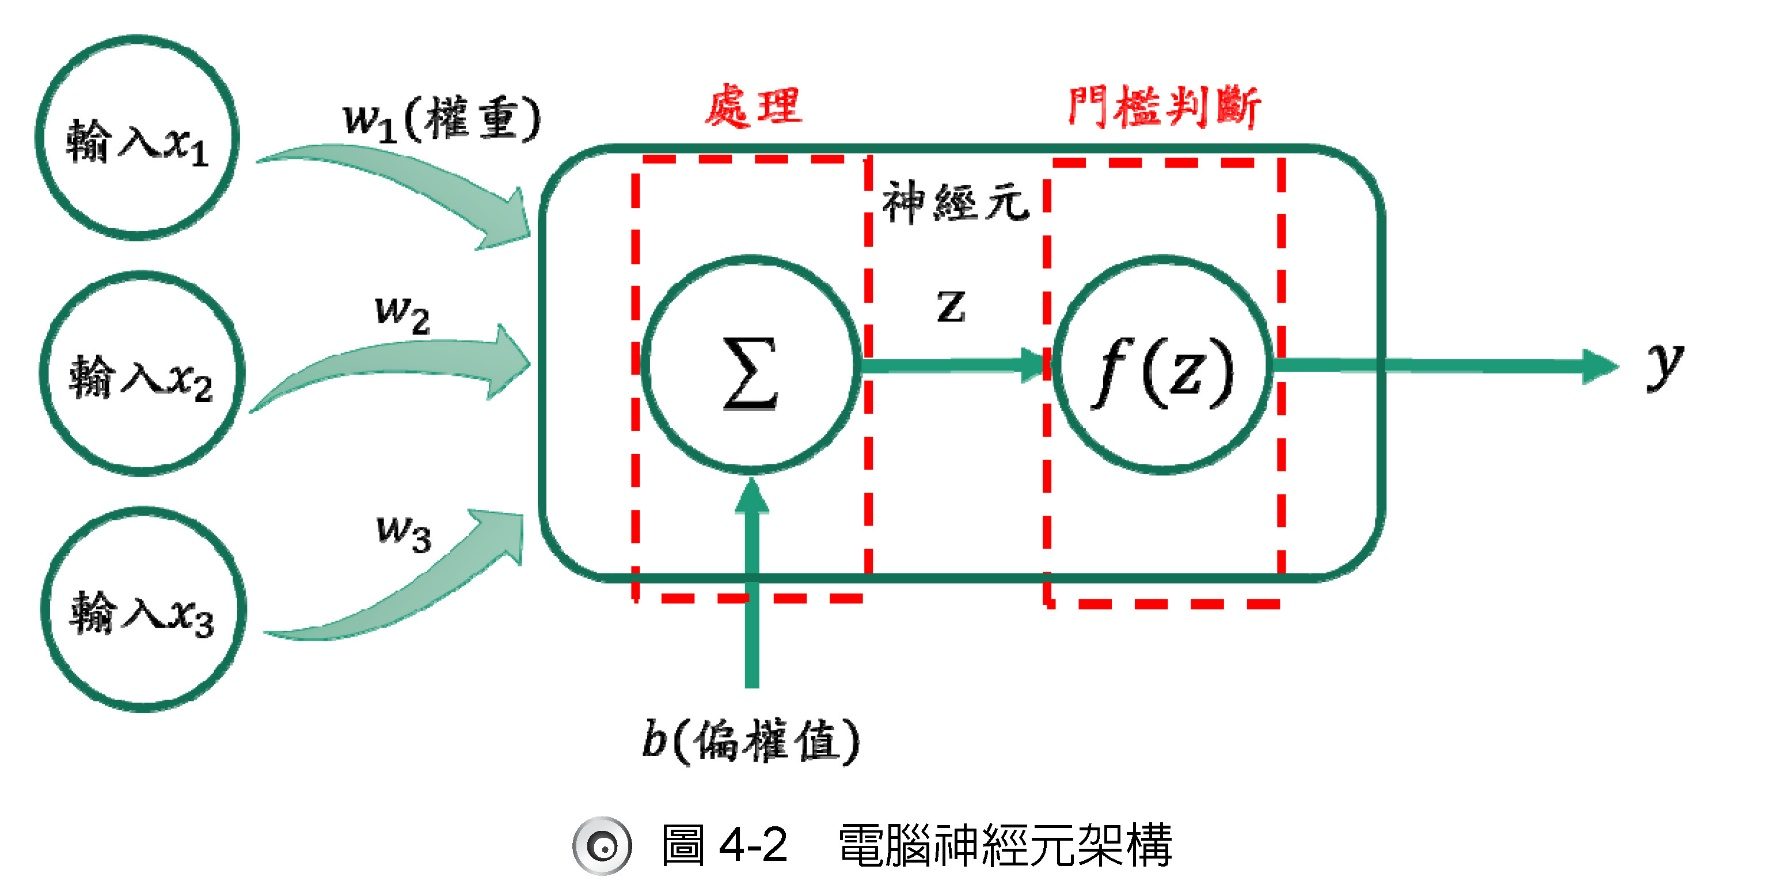 輸入x₁
w₁(權重)
處理
門檻判斷
神經元
輸入x₂
w₂
∑
z
f(z)
y
輸入x₃
w₃
b(偏權值)
圖 4-2 電腦神經元架構